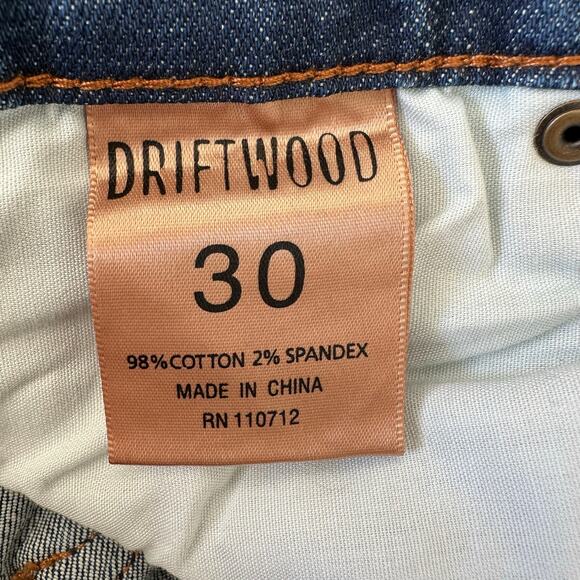 DRIFTWOOD
30
98% COTTON 2% SPANDEX
MADE IN CHINA
RN 110712